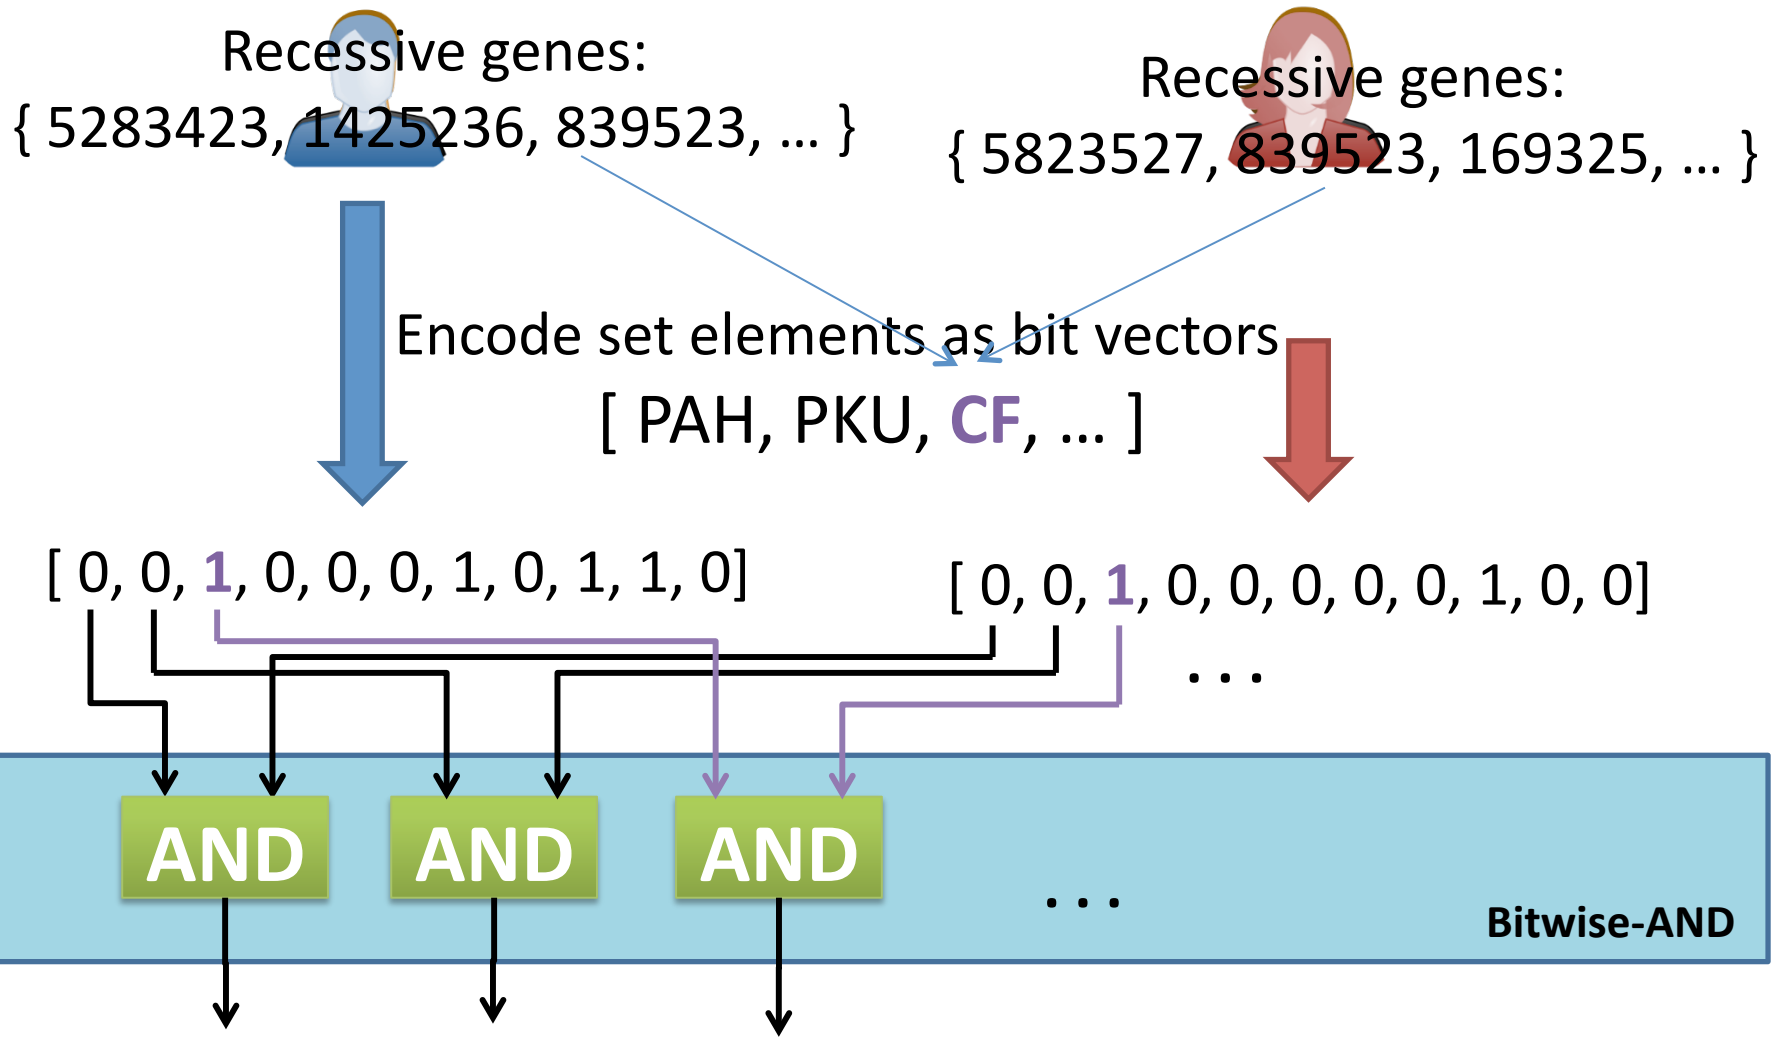 Recessive genes:
{ 5283423, 1425236, 839523, … }
Recessive genes:
{ 5823527, 839523, 169325, … }
Encode set elements as bit vectors
[ PAH, PKU, CF, … ]
[ 0, 0, 1, 0, 0, 0, 1, 0, 1, 1, 0]
[ 0, 0, 1, 0, 0, 0, 0, 0, 1, 0, 0]
. . .
AND AND AND
. . .
Bitwise-AND